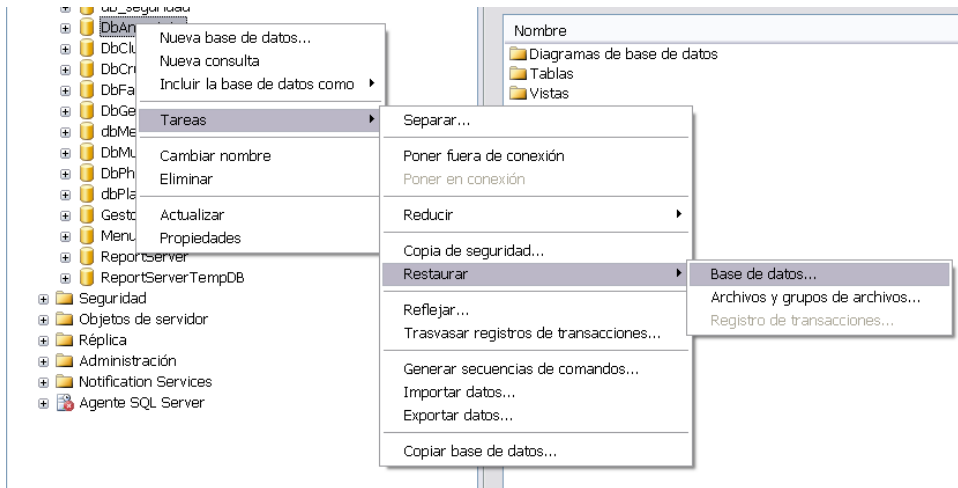 DbAn
DbClu
DbCru
DbFa
DbGe
dbMe
DbMu
DbPh
dbPla
Gesto
Menu
ReportServer
ReportServerTempDB
Seguridad
Objetos de servidor
Réplica
Administración
Notification Services
Agente SQL Server
Nueva base de datos...
Nueva consulta
Incluir la base de datos como
Tareas
Cambiar nombre
Eliminar
Actualizar
Propiedades
Separar...
Poner fuera de conexión
Poner en conexión
Reducir
Copia de seguridad...
Restaurar
Reflejar...
Trasvasar registros de transacciones...
Generar secuencias de comandos...
Importar datos...
Exportar datos...
Copiar base de datos...
Base de datos...
Archivos y grupos de archivos...
Registro de transacciones...
Nombre
Diagramas de base de datos
Tablas
Vistas